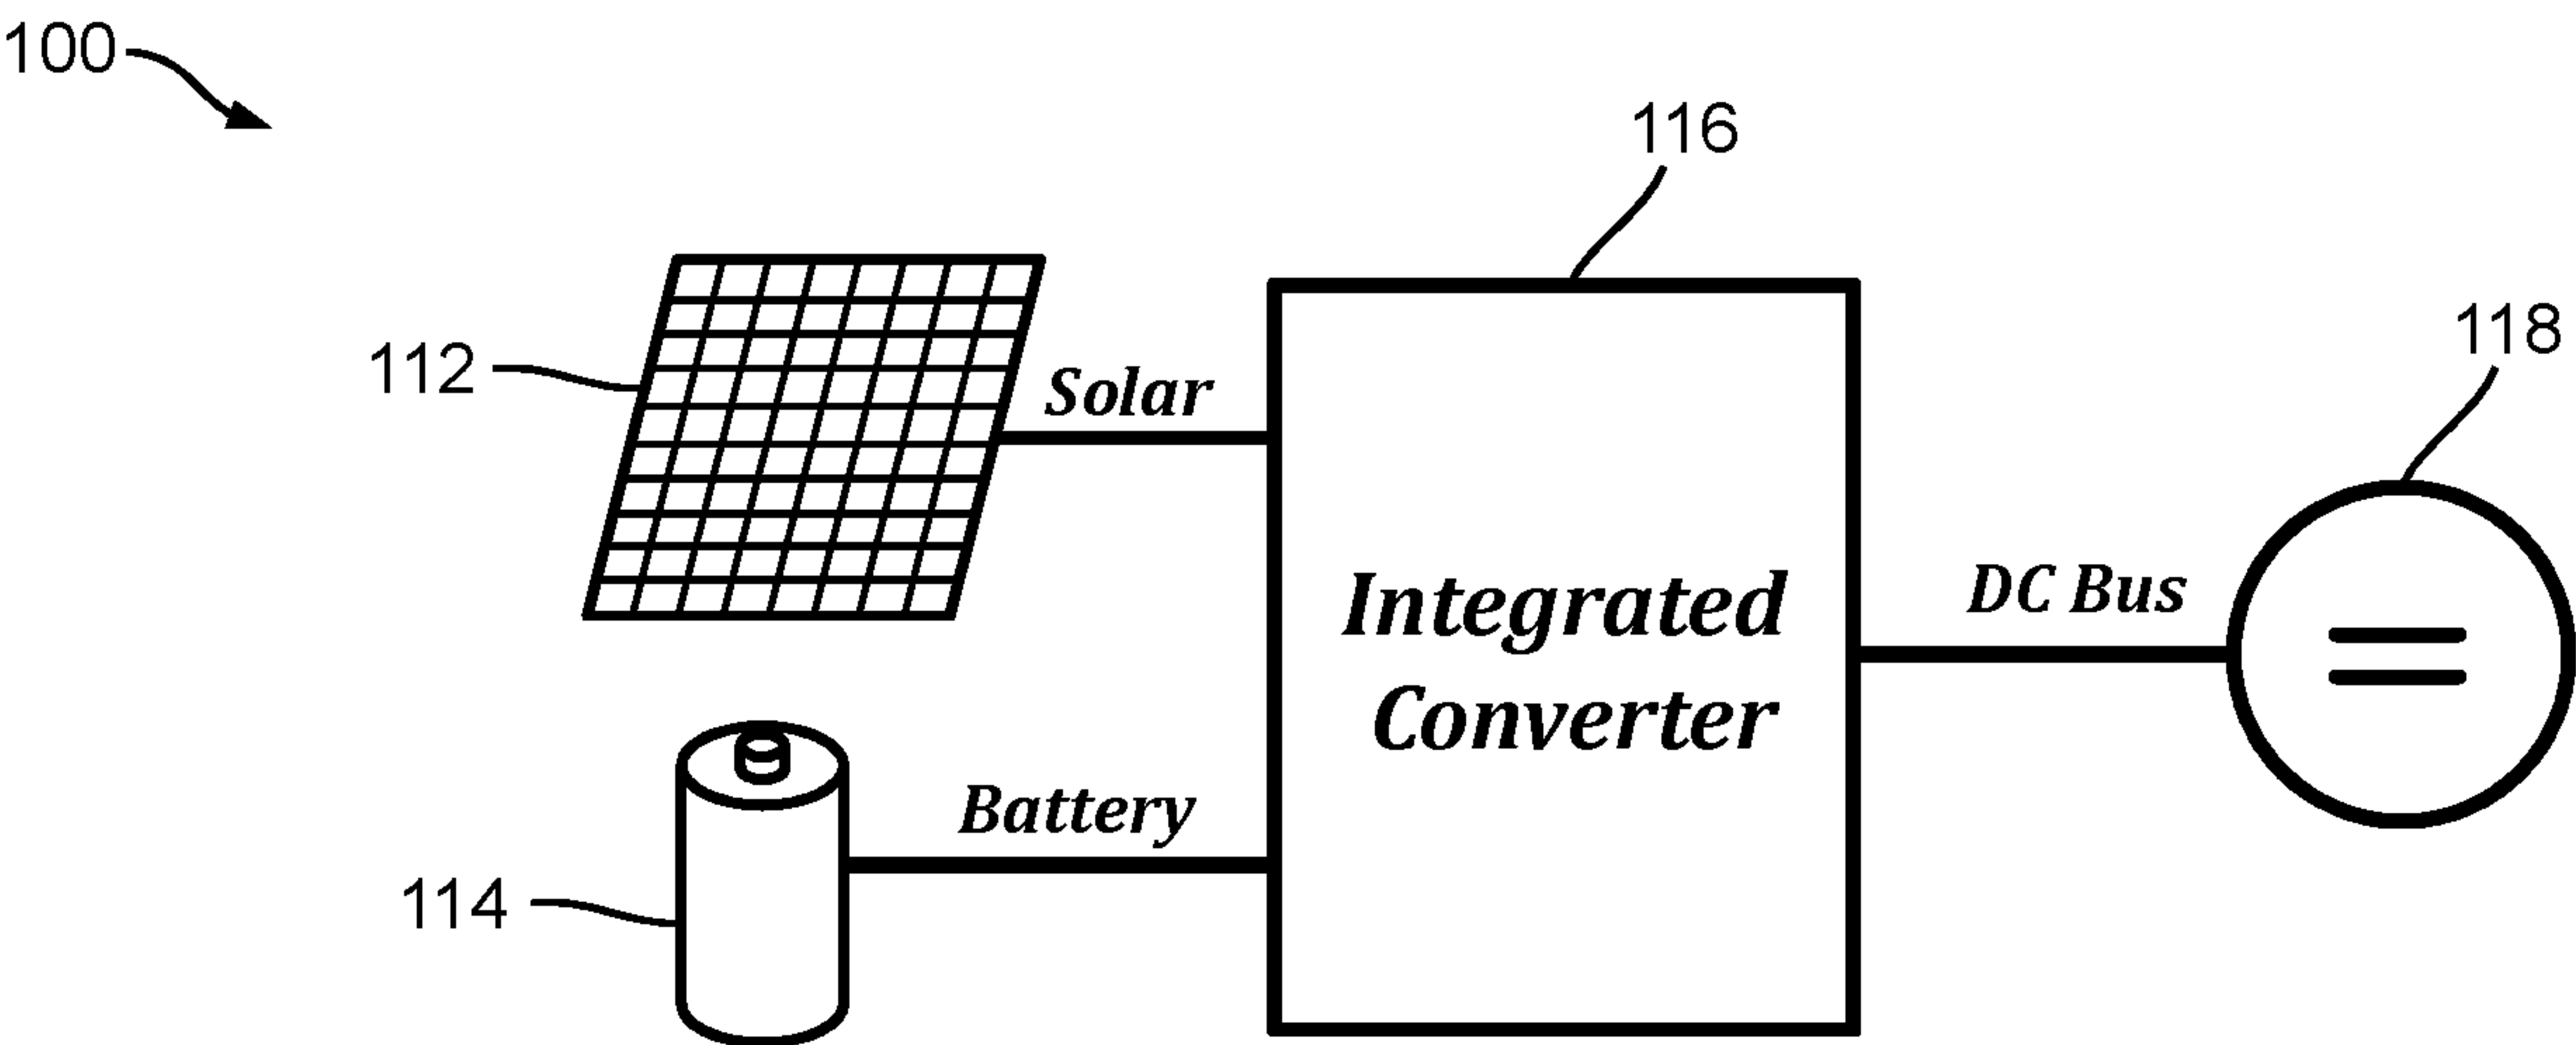 100
116
118
112
Solar
Integrated
Converter
DC Bus
Battery
114